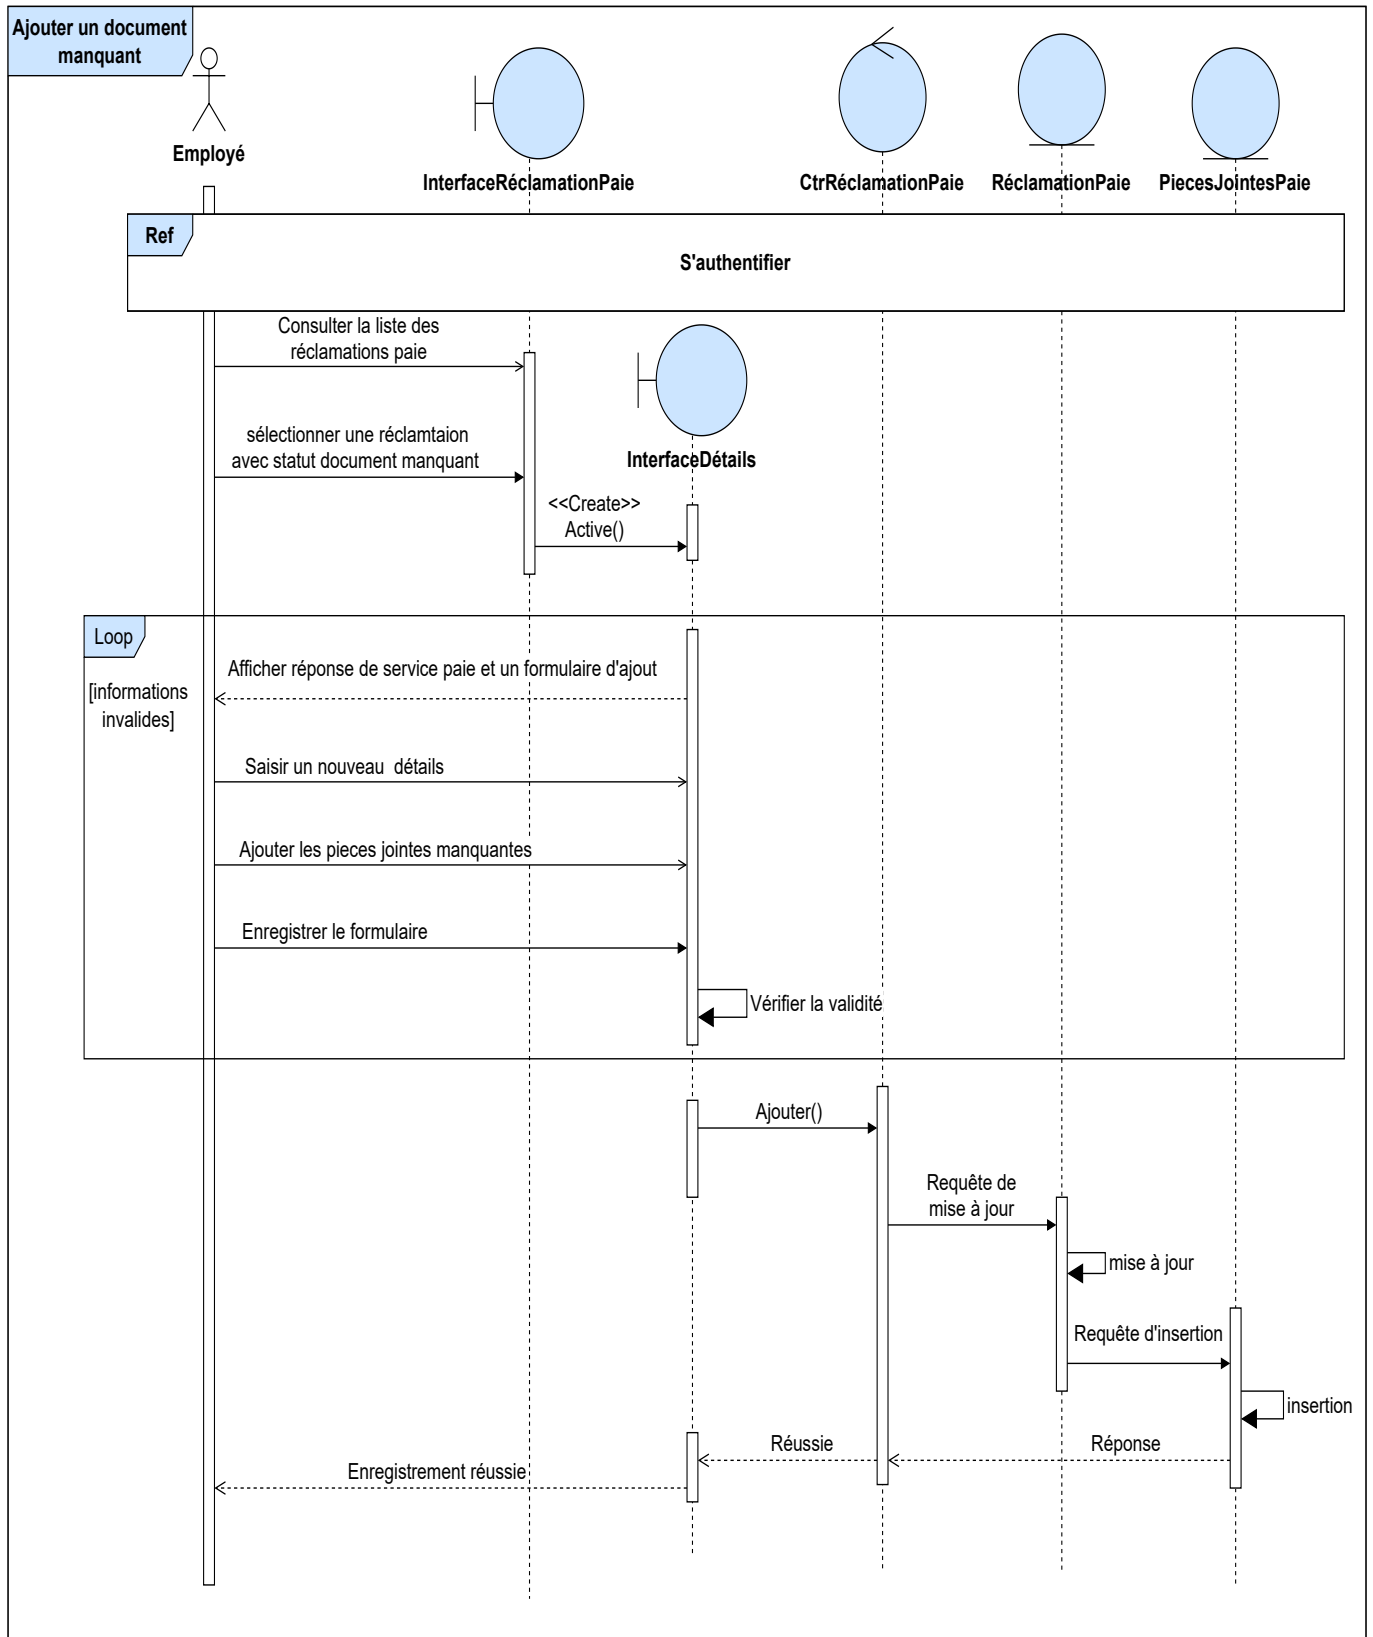 Ajouter un document
manquant
Employé
InterfaceRéclamationPaie
CtrRéclamationPaie
RéclamationPaie
PiecesJointesPaie
Ref
S'authentifier
Consulter la liste des
réclamations paie
sélectionner une réclamtaion
avec statut document manquant
InterfaceDétails
<<Create>>
Active()
Loop
[informations
invalides]
Afficher réponse de service paie et un formulaire d'ajout
Saisir un nouveau  détails
Ajouter les pieces jointes manquantes
Enregistrer le formulaire
Vérifier la validité
Ajouter()
Requête de
mise à jour
mise à jour
Requête d'insertion
insertion
Réponse
Réussie
Enregistrement réussie